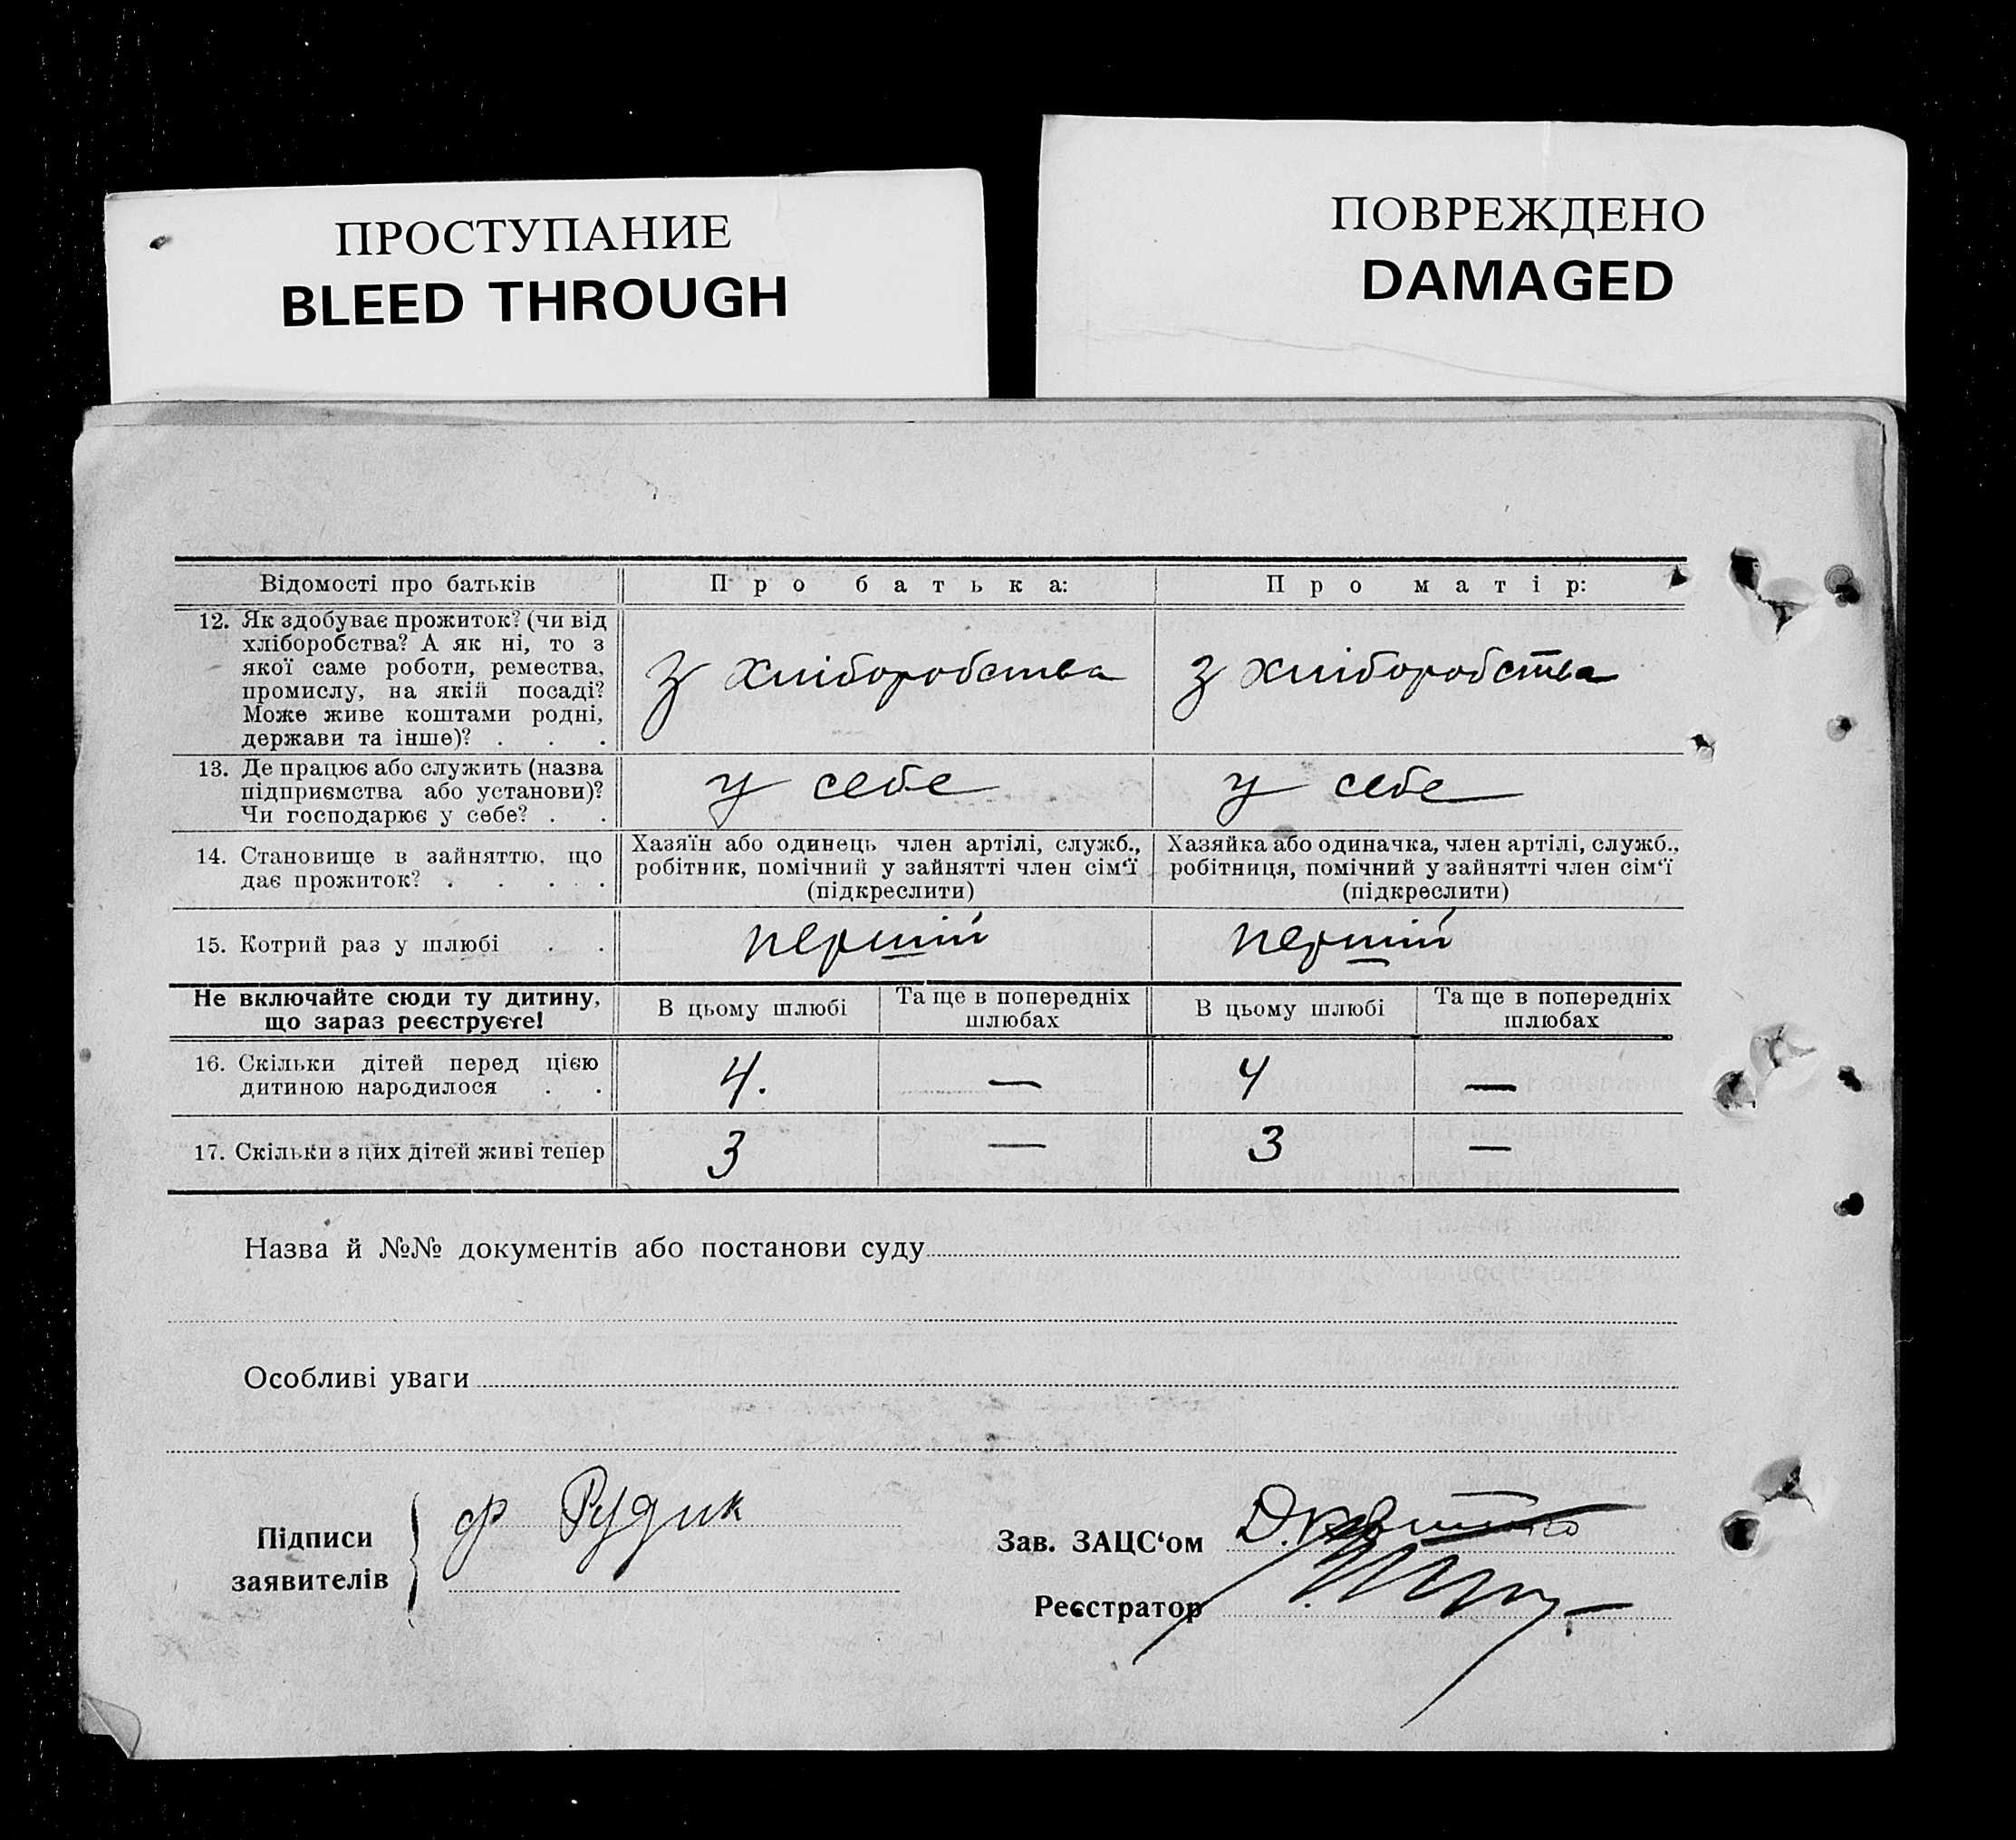 ПРОСТУПАНИЕ
BLEED THROUGH
ПОВРЕЖДЕНО
DAMAGED
Відомості про батьків Про батька: Про матір:
12. Як здобуває прожиток? (чи від
хліборобства? А як ні, то з
якої саме роботи, ремества,
промислу, на якій посаді?
Може живе коштами родні,
держави та інше)? . . .
З хліборобства З хліборобства
13. Де працює або служить (назва
підприємства або установи)?
Чи господарює у себе? . .
у себе у себе
14. Становище в зайняттю, що
дає прожиток? . . . .
Хазяїн або одинець член артілі, служб.,
робітник, помічний у зайнятті член сім‘ї
(підкреслити)
Хазяйка або одиначка, член артілі, служб.,
робітниця, помічний у зайнятті член сім‘ї
(підкреслити)
15. Котрий раз у шлюбі . . перший перший
Не включайте сюди ту дитину,
що зараз реєструєте!
В цьому шлюбі
Та ще в попередніх
шлюбах
В цьому шлюбі
Та ще в попередніх
шлюбах
16. Скільки дітей перед цією
дитиною народилося . .
4. — 4 —
17. Скільки з цих дітей живі тепер 3 — 3 —
Назва й №№ документів або постанови суду
Особливі уваги
Підписи
заявителів
ф Рудик
Зав. ЗАЦС‘ом
Реєстратор